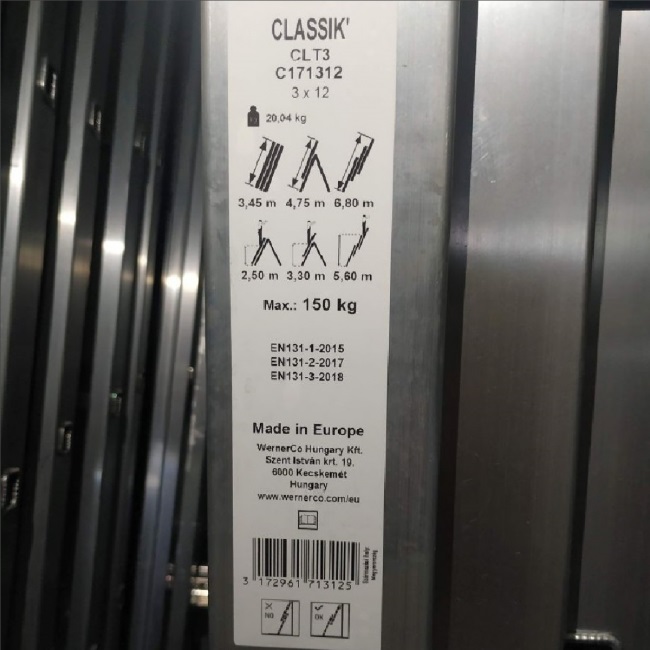 CLASSIK'
CLT3
C171312
3 x 12
20,04 kg
3,45 m 4,75 m 6,80 m
2,50 m 3,30 m 5,60 m
Max.: 150 kg
EN131-1-2015
EN131-2-2017
EN131-3-2018
Made in Europe
WernerCo Hungary Kft.
Szent István krt. 19.
6000 Kecskemét
Hungary
www.wernerco.com/eu
3 172961 713125
NO OK